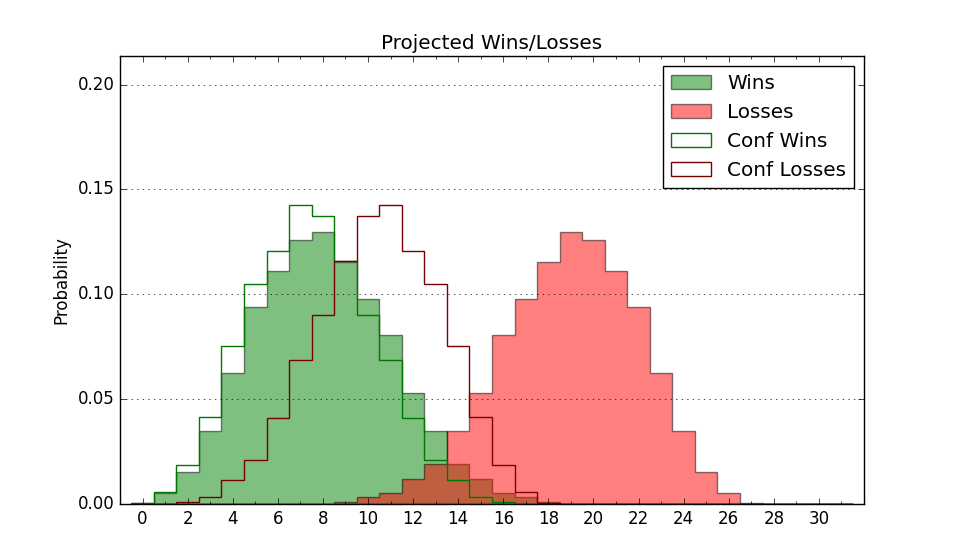 Projected Wins/Losses
Probability
0.20
0.15
0.10
0.05
0.00
Wins
Losses
Conf Wins
Conf Losses
0 2 4 6 8 10 12 14 16 18 20 22 24 26 28 30